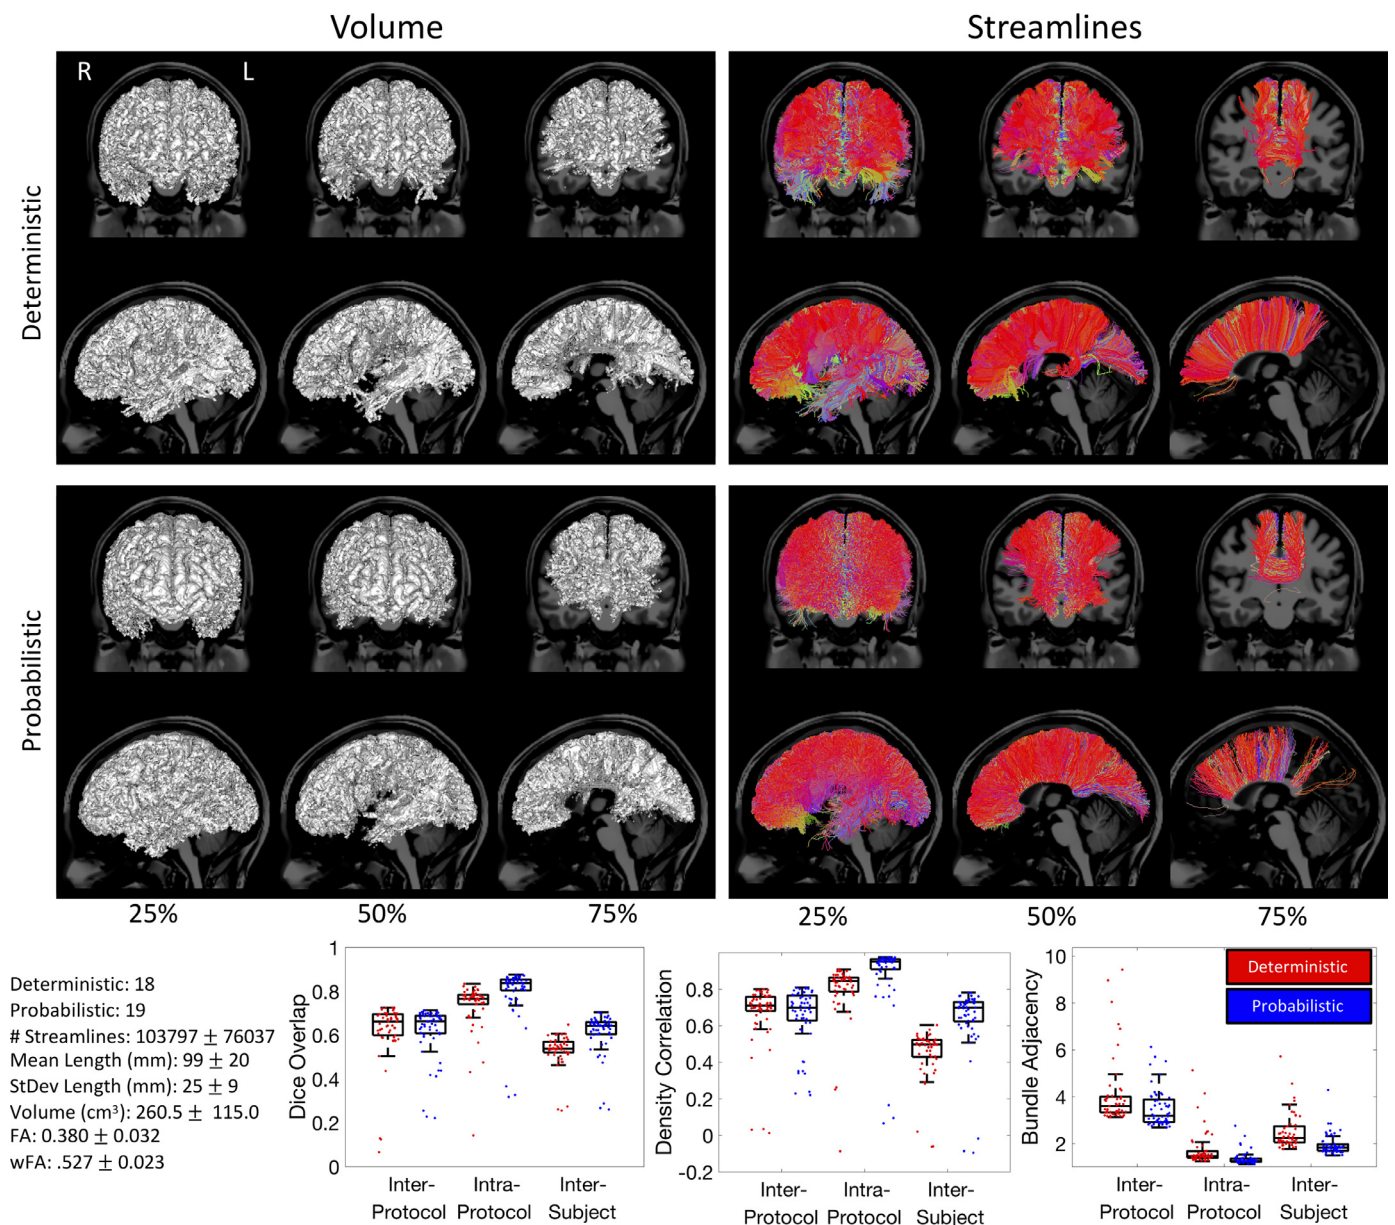 Volume
Streamlines
R
L
Deterministic
Probabilistic
25%
50%
75%
25%
50%
75%
Deterministic: 18
Probabilistic: 19
# Streamlines: 103797 ± 76037
Mean Length (mm): 99 ± 20
StDev Length (mm): 25 ± 9
Volume (cm³): 260.5 ± 115.0
FA: 0.380 ± 0.032
wFA: .527 ± 0.023
Dice Overlap
1
0.8
0.6
0.4
0.2
0
Inter-
Protocol
Intra-
Protocol
Inter-
Subject
Density Correlation
0.8
0.6
0.4
0.2
0
-0.2
Inter-
Protocol
Intra-
Protocol
Inter-
Subject
Bundle Adjacency
10
8
6
4
2
Deterministic
Probabilistic
Inter-
Protocol
Intra-
Protocol
Inter-
Subject